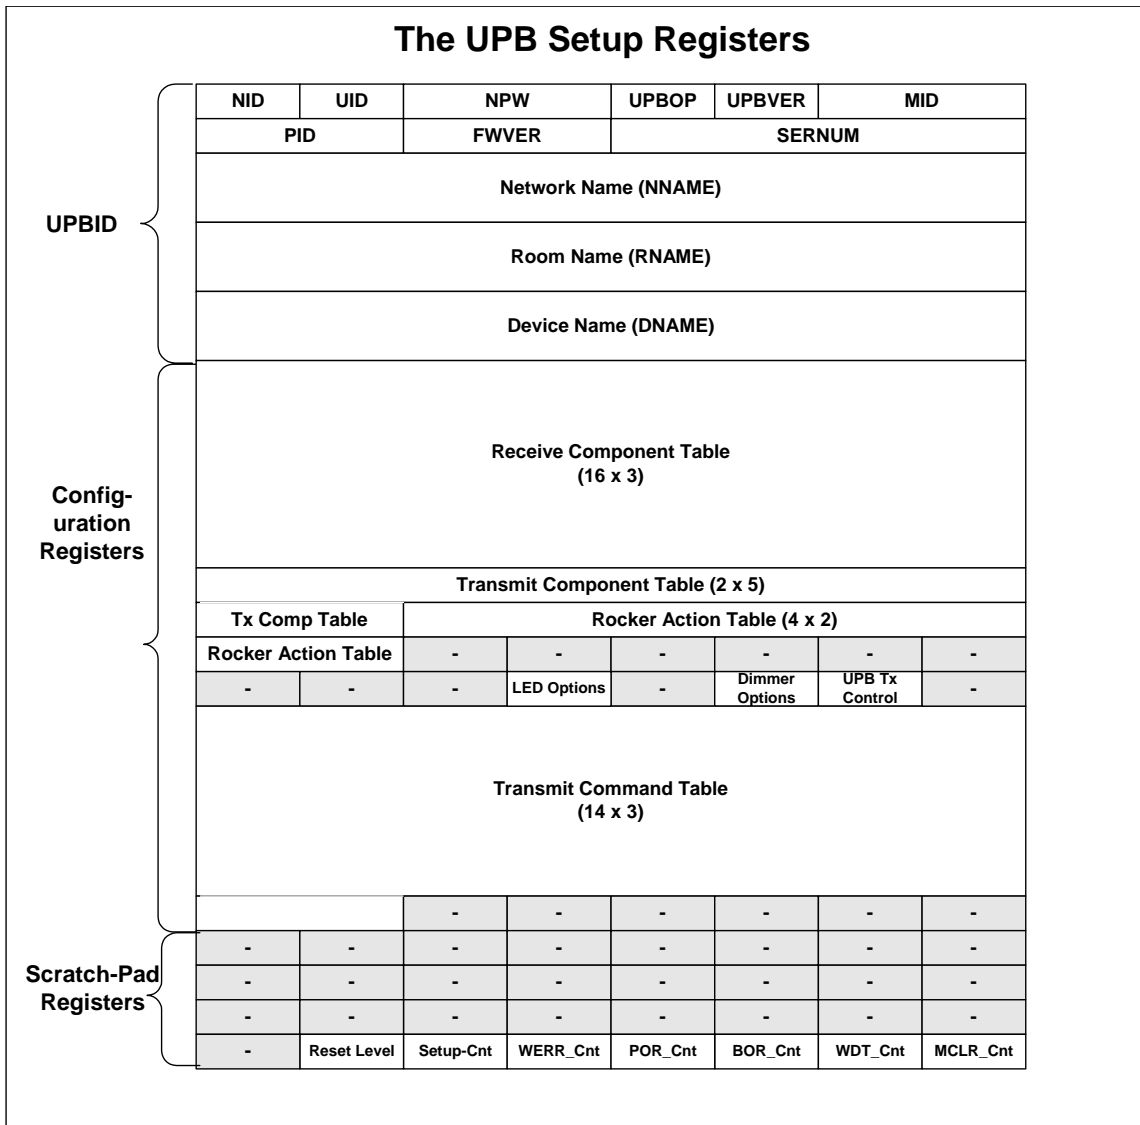 The UPB Setup Registers
NID UID NPW UPBOP UPBVER MID
PID FWVER SERNUM
Network Name (NNAME)
UPBID
Room Name (RNAME)
Device Name (DNAME)
Receive Component Table
(16 x 3)
Config-
uration
Registers
Transmit Component Table (2 x 5)
Tx Comp Table Rocker Action Table (4 x 2)
Rocker Action Table - - - - - -
- - - LED Options - Dimmer Options UPB Tx Control -
Transmit Command Table
(14 x 3)
- - - - - -
- - - - - - - -
Scratch-Pad
Registers
- - - - - - - -
- - - - - - - -
- Reset Level Setup-Cnt WERR_Cnt POR_Cnt BOR_Cnt WDT_Cnt MCLR_Cnt